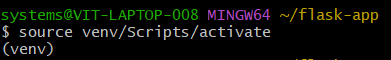 systems@VIT-LAPTOP-008 MINGW64 ~/flask-app
$ source venv/Scripts/activate
(venv)